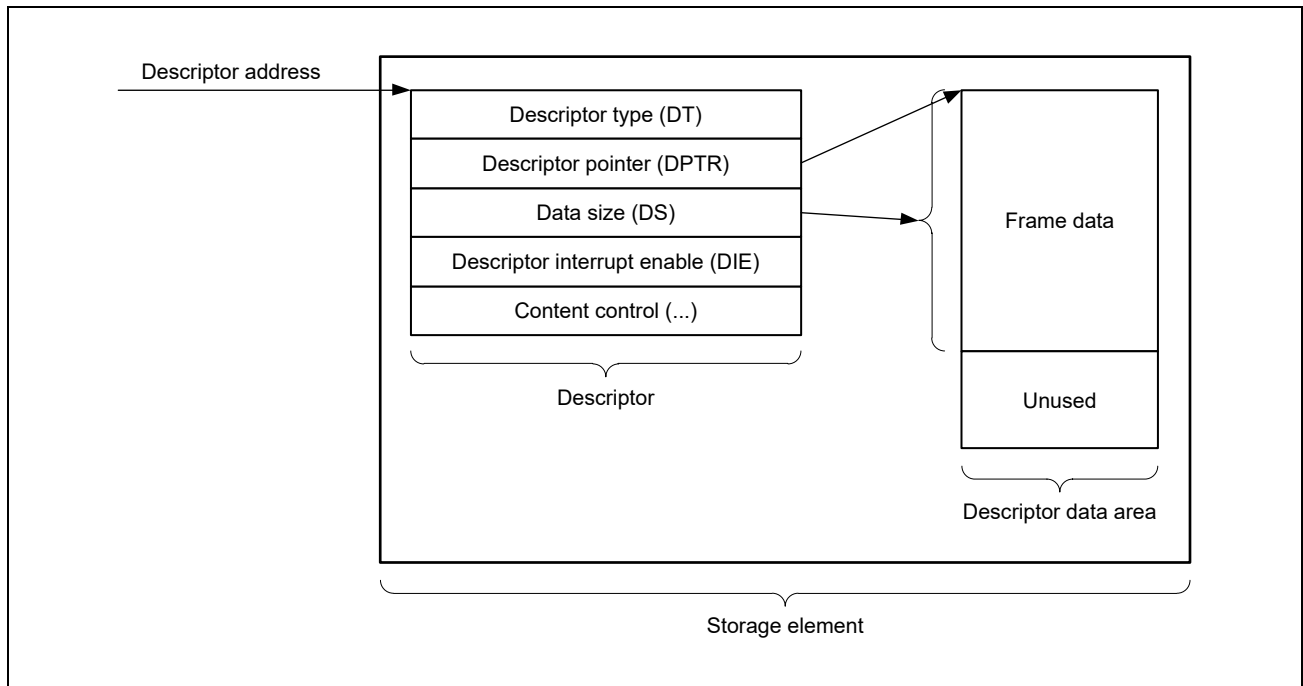 Descriptor address
Descriptor type (DT)
Descriptor pointer (DPTR)
Data size (DS)
Descriptor interrupt enable (DIE)
Content control (...)
Descriptor
Frame data
Unused
Descriptor data area
Storage element